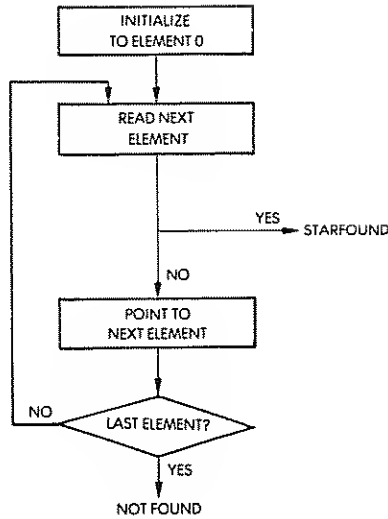 INITIALIZE
TO ELEMENT 0
READ NEXT
ELEMENT
YES
STARFOUND
NO
POINT TO
NEXT ELEMENT
NO
LAST ELEMENT?
YES
NOT FOUND